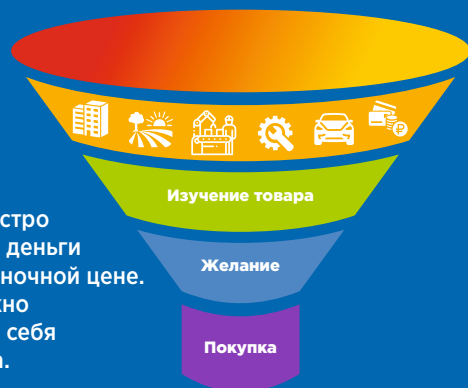 Изучение товара
стро
деньги
ночной цене.
Желание
жно
себя
Покупка